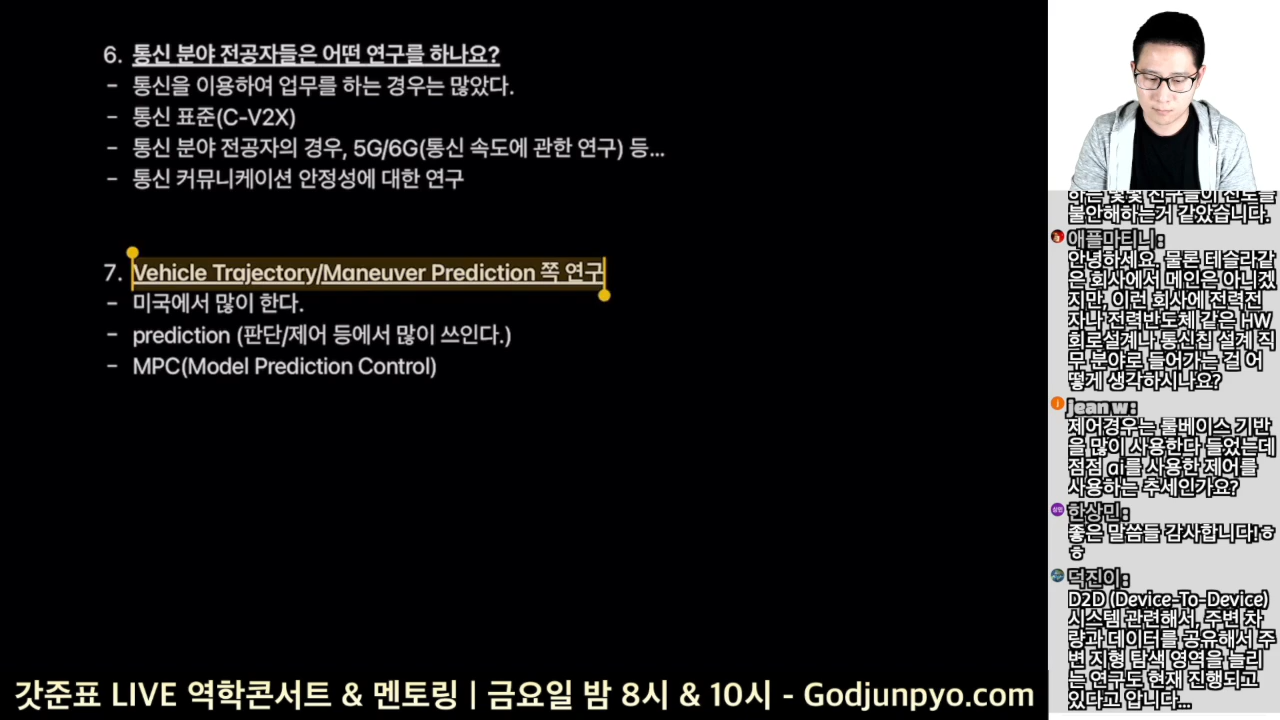 6. 통신 분야 전공자들은 어떤 연구를 하나요?
- 통신을 이용하여 업무를 하는 경우는 많았다.
- 통신 표준(C-V2X)
- 통신 분야 전공자의 경우, 5G/6G(통신 속도에 관한 연구) 등...
- 통신 커뮤니케이션 안정성에 대한 연구
7. Vehicle Trajectory/Maneuver Prediction 쪽 연구
- 미국에서 많이 한다.
- prediction (판단/제어 등에서 많이 쓰인다.)
- MPC(Model Prediction Control)
불안해하는거 같았습니다.
애플마티니:
안녕하세요. 물론 테슬라같
은 회사에서 메인은 아니겠
지만, 이런 회사에 전력전
자나 전력반도체 같은 HW
회로설계나 통신칩 설계 직
무 분야로 들어가는 걸 어
떻게 생각하시나요?
jean w:
제어경우는 룰베이스 기반
을 많이 사용한다 들었는데
점점 ai를 사용한 제어를
사용하는 추세인가요?
한상민:
좋은 말씀들 감사합니다!ㅎ
ㅎ
덕진이:
D2D (Device-To-Device)
시스템 관련해서, 주변 차
량과 데이터를 공유해서 주
변 지형 탐색 영역을 늘리
는 연구도 현재 진행되고
있다고 압니다...
갓준표 LIVE 역학콘서트 & 멘토링 | 금요일 밤 8시 & 10시 - Godjunpyo.com